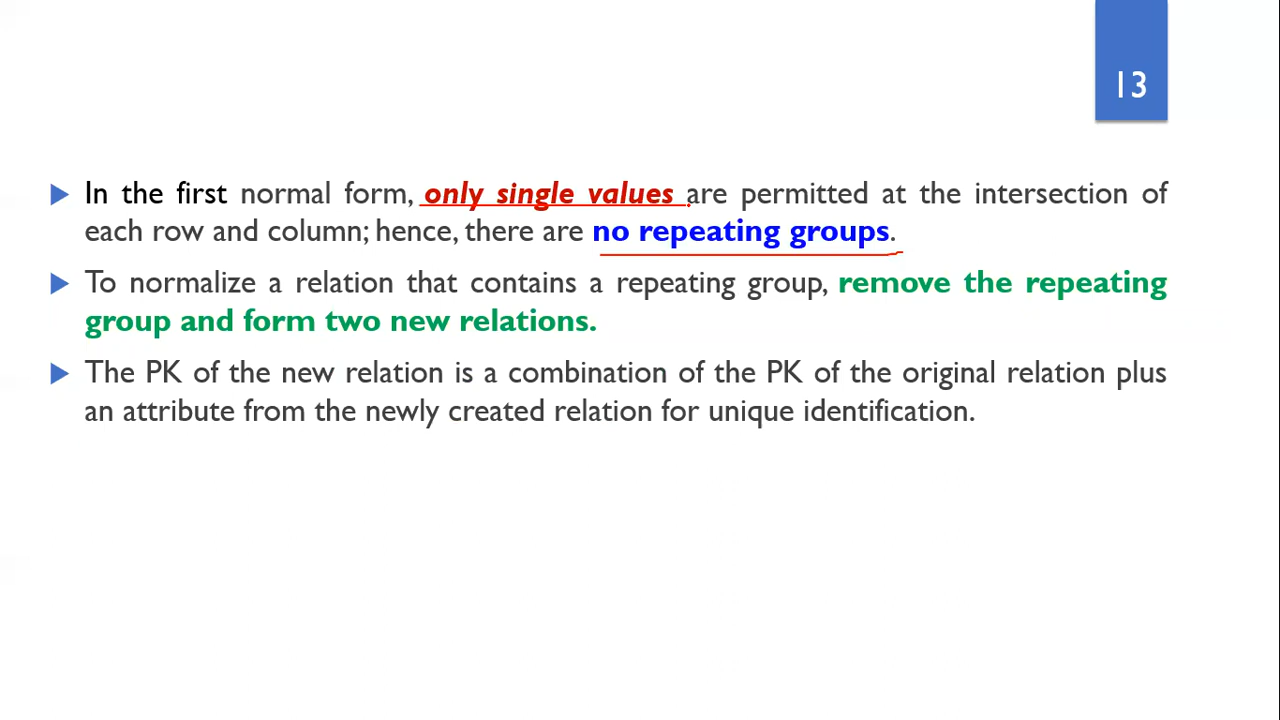 13
In the first normal form, only single values are permitted at the intersection of
each row and column; hence, there are no repeating groups.
To normalize a relation that contains a repeating group, remove the repeating
group and form two new relations.
The PK of the new relation is a combination of the PK of the original relation plus
an attribute from the newly created relation for unique identification.